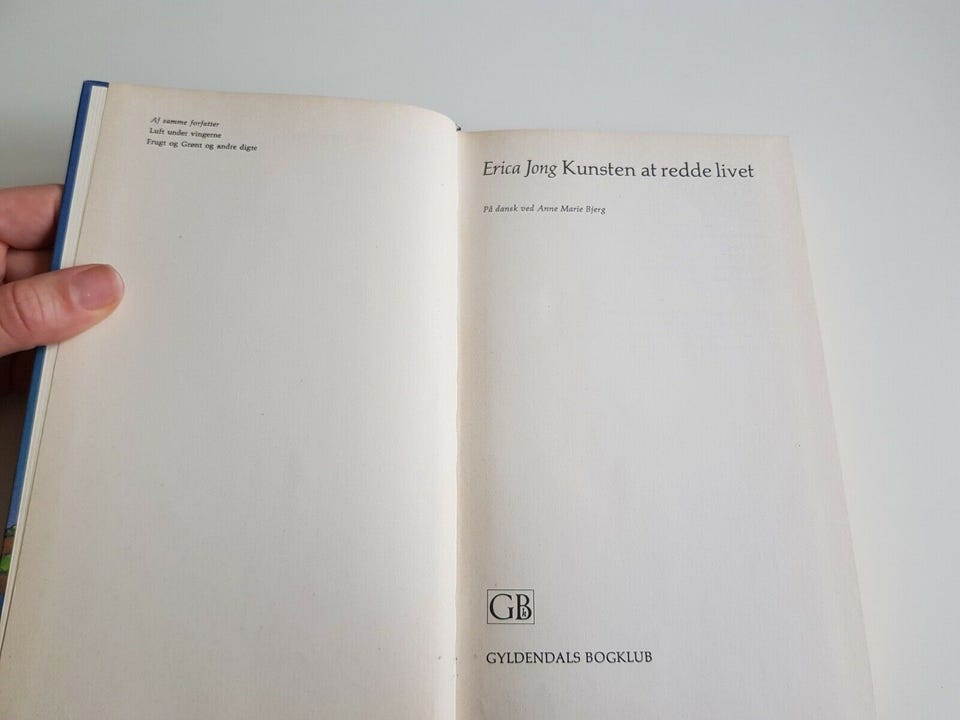 Af samme forfatter
Luft under vingerne
Frugt og Grønt og andre digte
Erica Jong Kunsten at redde livet
På dansk ved Anne Marie Bjerg
GBk
GYLDENDALS BOGKLUB